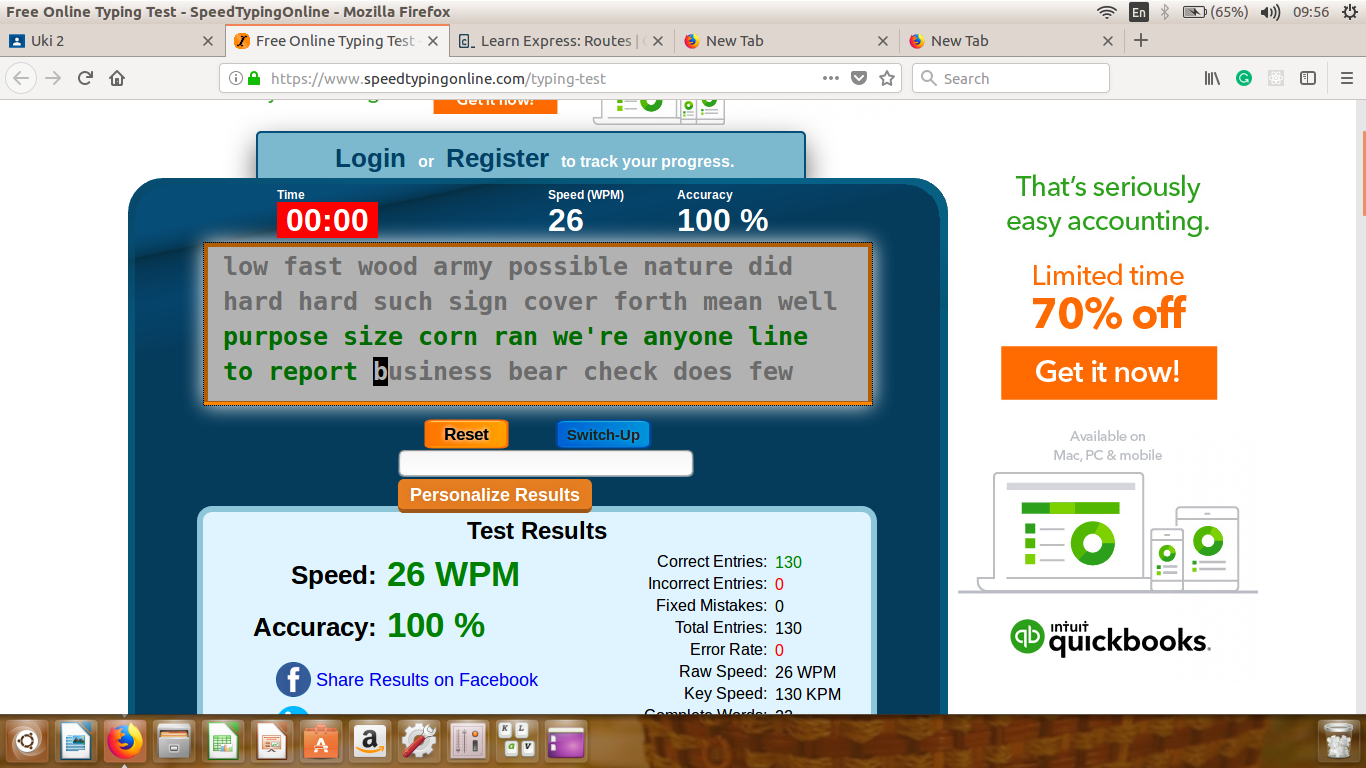 Free Online Typing Test - SpeedTypingOnline - Mozilla Firefox
En
(65%)
09:56
Uki 2
Free Online Typing Test -
Learn Express: Routes |
New Tab
New Tab
https://www.speedtypingonline.com/typing-test
Search
Get it now!
Login or Register to track your progress.
Time
Speed (WPM)
Accuracy
00:00
26
100 %
low fast wood army possible nature did
hard hard such sign cover forth mean well
purpose size corn ran we're anyone line
to report business bear check does few
Reset
Switch-Up
Personalize Results
Test Results
Speed: 26 WPM
Accuracy: 100 %
Share Results on Facebook
Correct Entries: 130
Incorrect Entries: 0
Fixed Mistakes: 0
Total Entries: 130
Error Rate: 0
Raw Speed: 26 WPM
Key Speed: 130 KPM
That's seriously
easy accounting.
Limited time
70% off
Get it now!
Available on
Mac, PC & mobile
intuit
quickbooks.